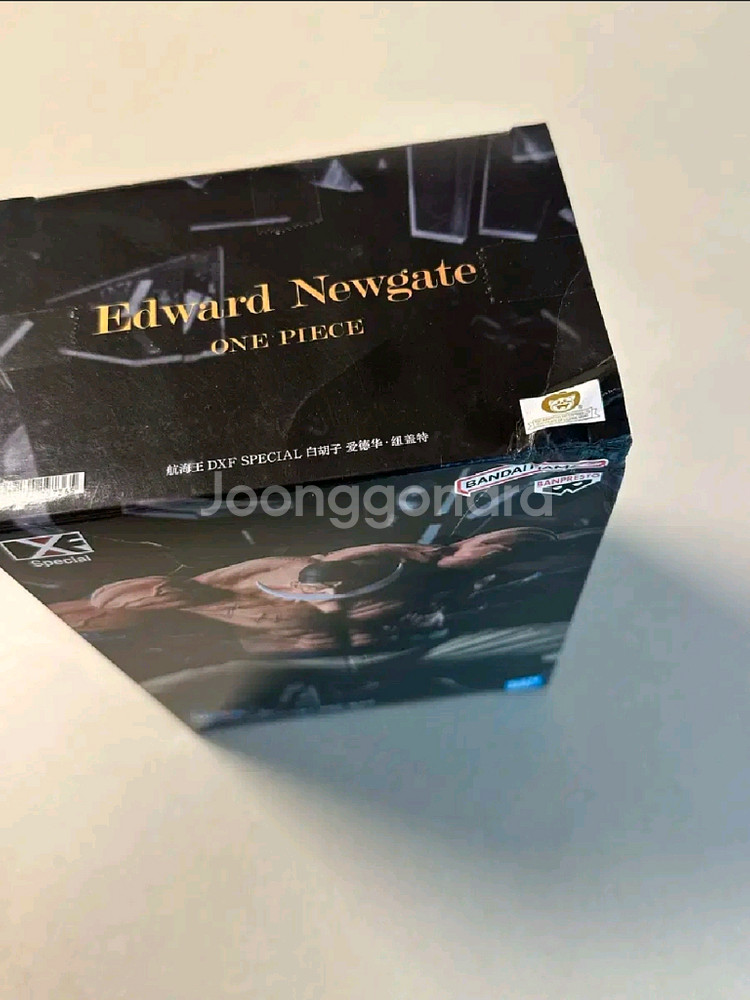 Edward Newgate
ONE PIECE
航海王 DXF SPECIAL 白胡子 爱德华·纽盖特
BANDAI
BANPRESTO
Joonggonara
Special